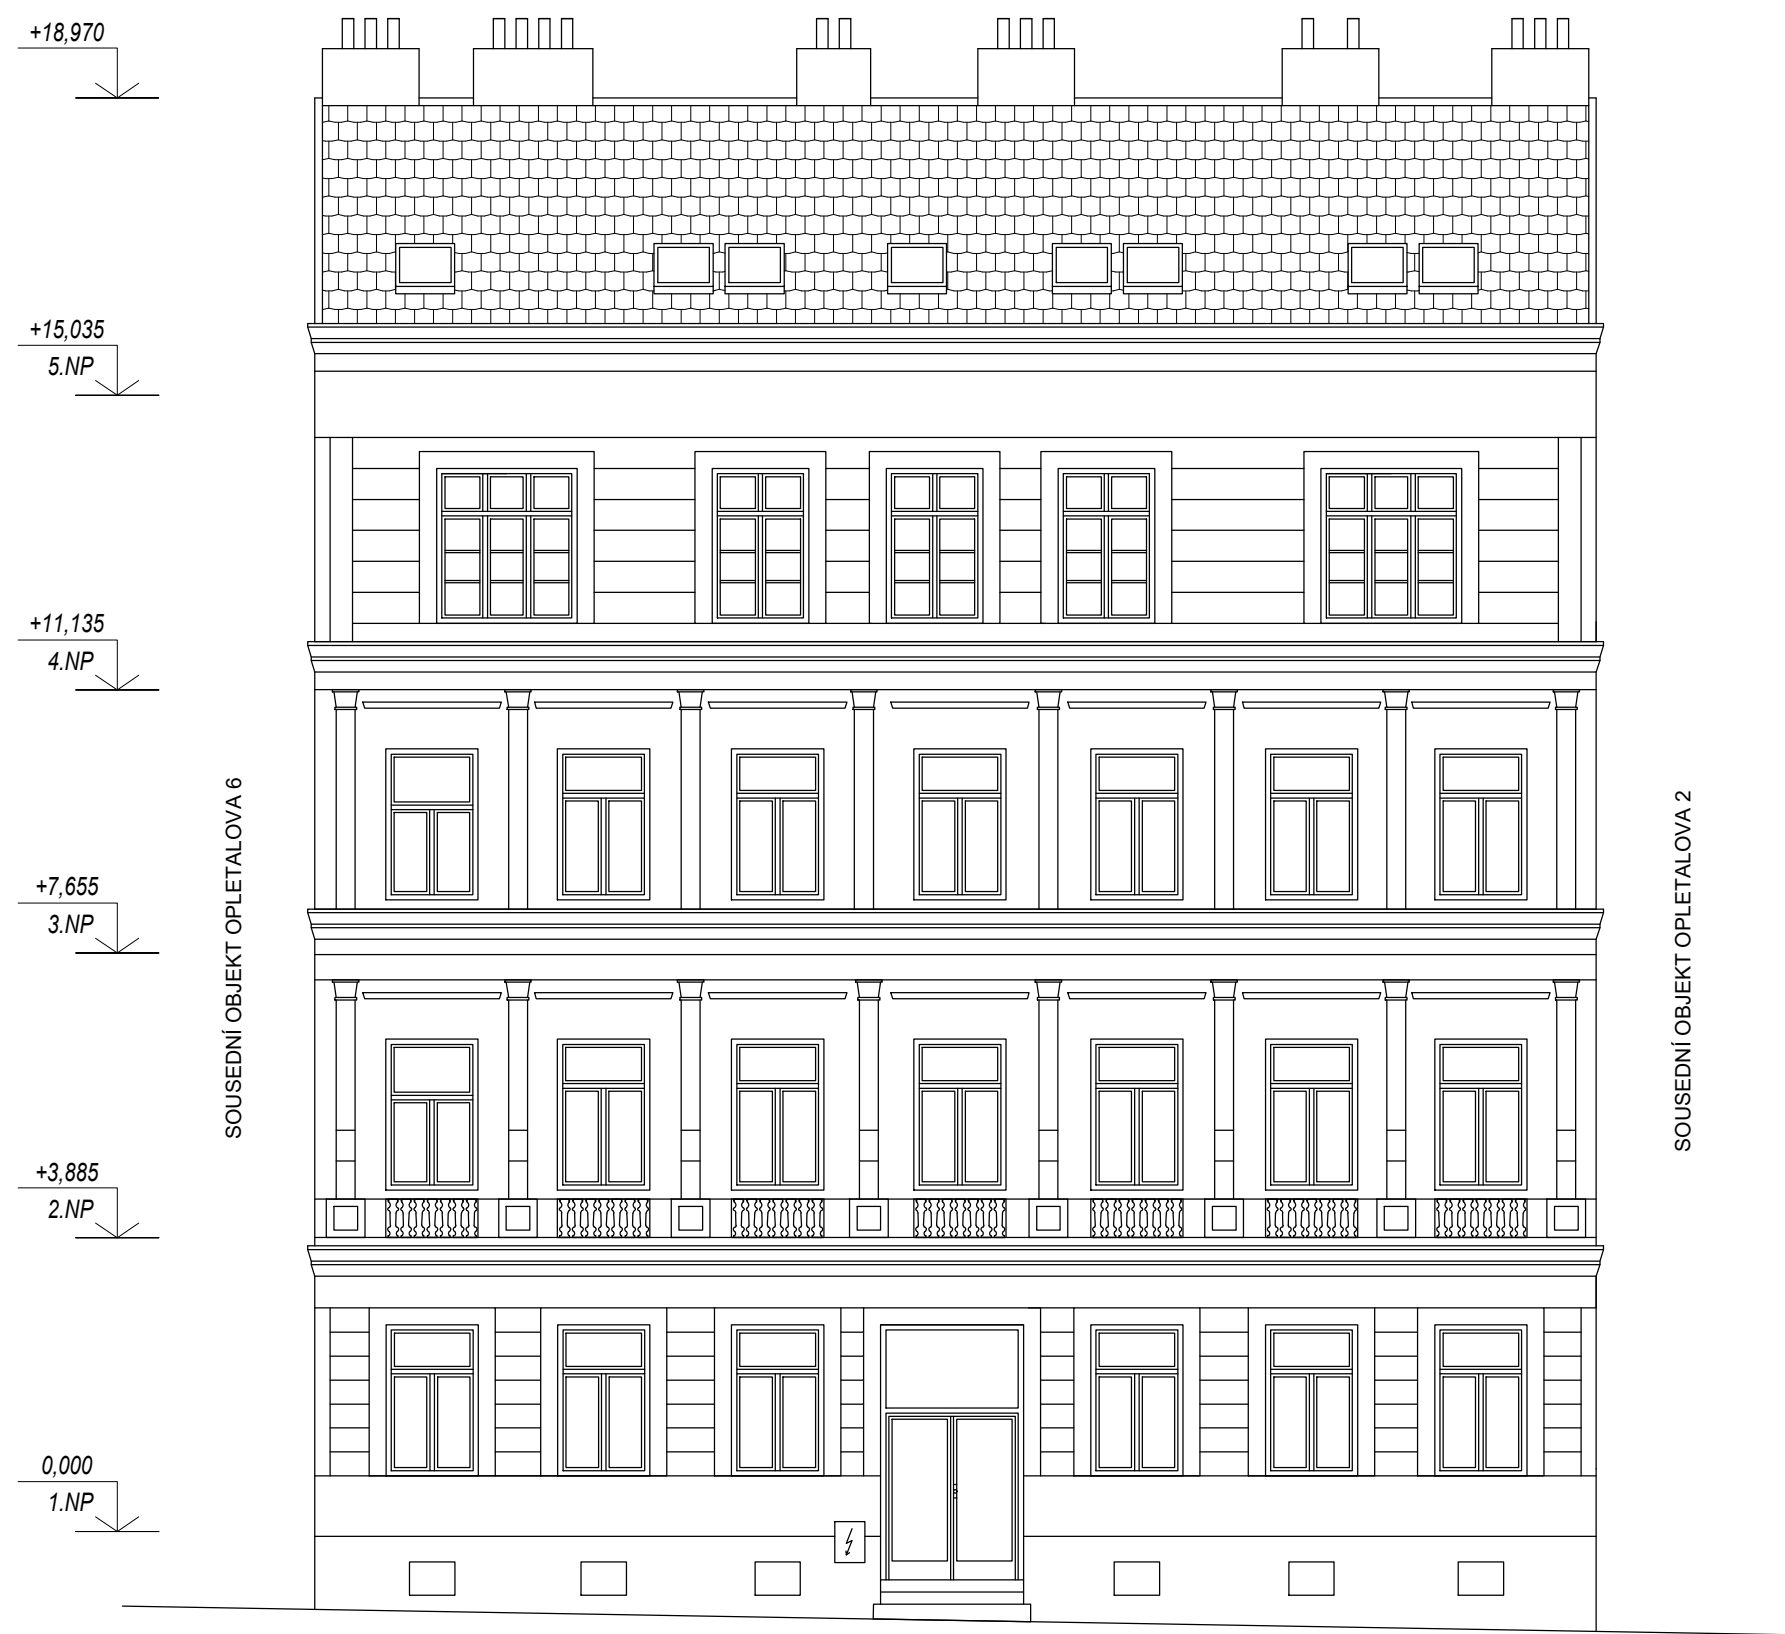 +18,970
+15,035
5.NP
+11,135
4.NP
SOUSEDNÍ OBJEKT OPLETALOVA 6
SOUSEDNÍ OBJEKT OPLETALOVA 2
+7,655
3.NP
+3,885
2.NP
0,000
1.NP